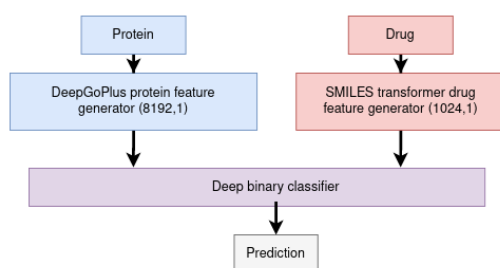 Protein
Drug
DeepGoPlus protein feature
generator (8192,1)
SMILES transformer drug
feature generator (1024,1)
Deep binary classifier
Prediction